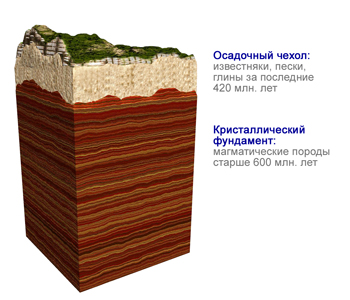 Осадочный чехол:
известняки, пески,
глины за последние
420 млн. лет
Кристаллический
фундамент:
магматические породы
старше 600 млн. лет